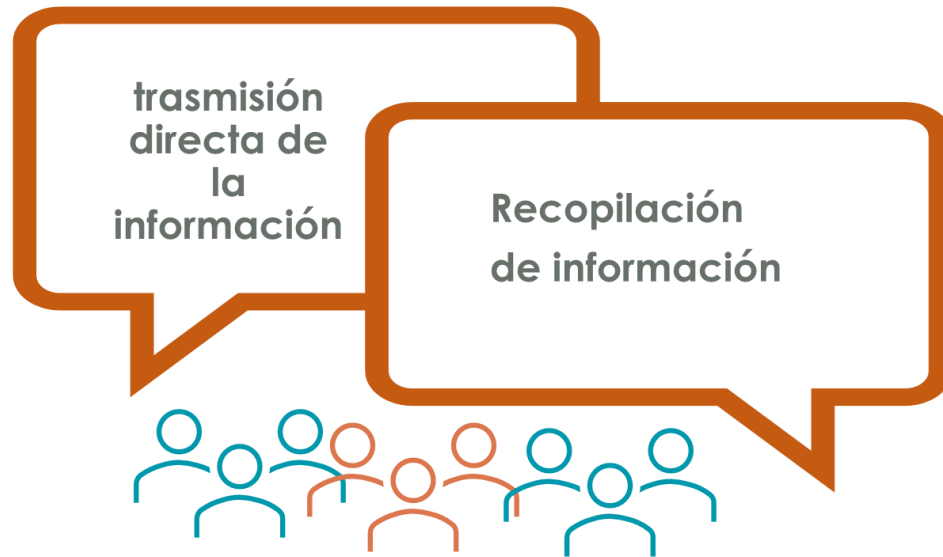 trasmisión
directa de
la
información
Recopilación
de información